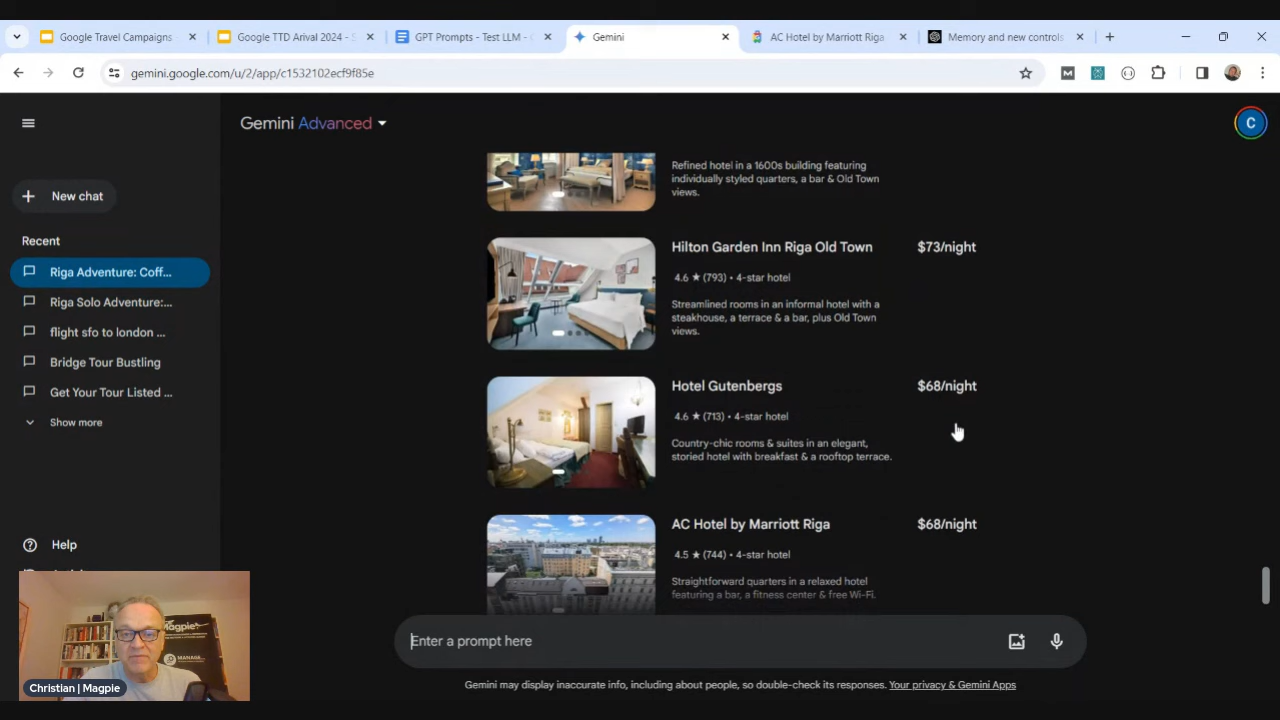 Google Travel Campaigns
Google TTD Arival 2024 - S
GPT Prompts - Test LLM -
Gemini
AC Hotel by Marriott Riga
Memory and new controls
gemini.google.com/u/2/app/c1532102ecf9f85e
Gemini Advanced
C
New chat
Recent
Riga Adventure: Coff...
Riga Solo Adventure:...
flight sfo to london ...
Bridge Tour Bustling
Get Your Tour Listed ...
Show more
Help
Refined hotel in a 1600s building featuring
individually styled quarters, a bar & Old Town
views.
Hilton Garden Inn Riga Old Town
$73/night
4.6 ★ (793) • 4-star hotel
Streamlined rooms in an informal hotel with a
steakhouse, a terrace & a bar, plus Old Town
views.
Hotel Gutenbergs
$68/night
4.6 ★ (713) • 4-star hotel
Country-chic rooms & suites in an elegant,
storied hotel with breakfast & a rooftop terrace.
AC Hotel by Marriott Riga
$68/night
4.5 ★ (744) • 4-star hotel
Straightforward quarters in a relaxed hotel
featuring a bar, a fitness center & free Wi-Fi.
Enter a prompt here
Gemini may display inaccurate info, including about people, so double-check its responses. Your privacy & Gemini Apps
Magpie
MANAIA
Christian | Magpie